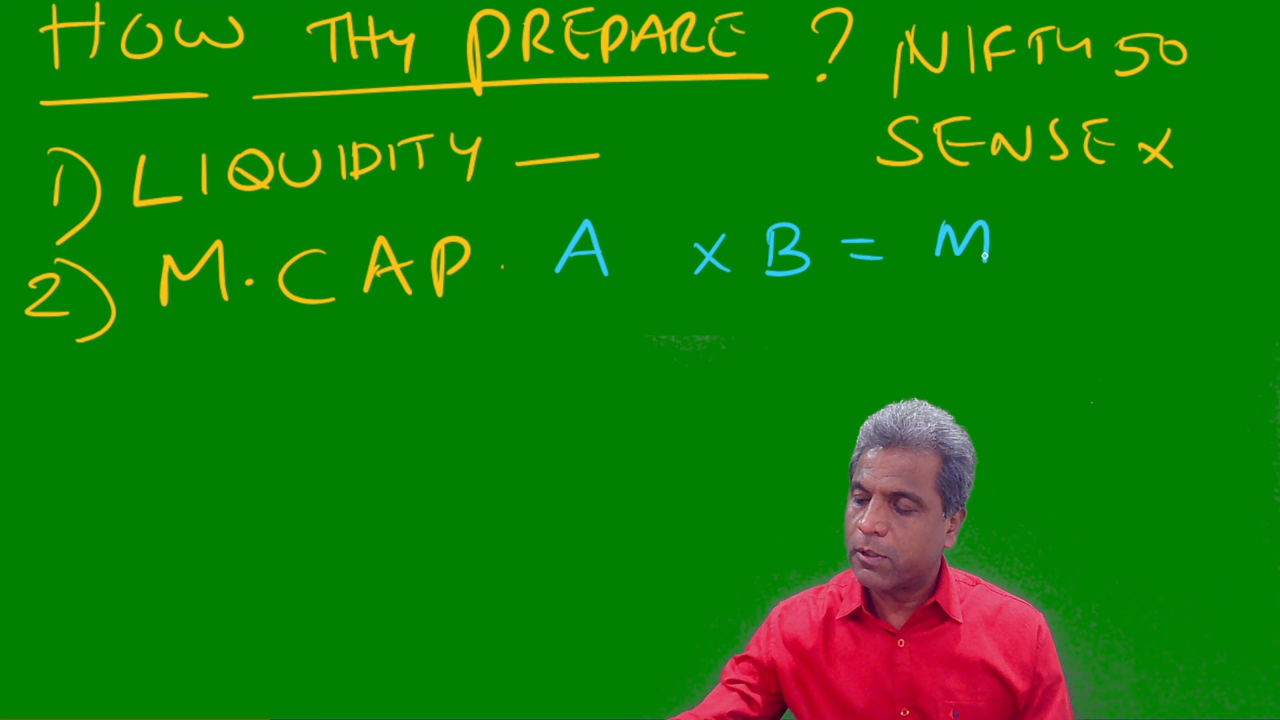 HOW THY PREPARE ? NIFTY 50
SENSEX
1) LIQUIDITY —
2) M.CAP. A × B = M